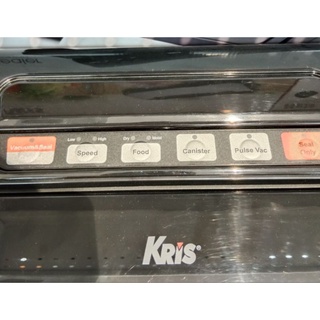 Low High Dry Moist
Vacuum&Seal Speed Food Canister Pulse Vac Seal Only
KRIS®